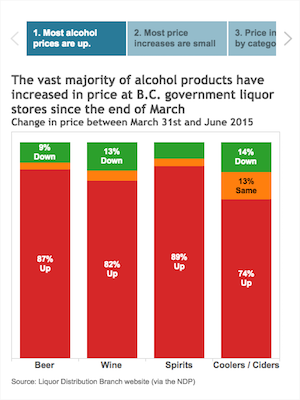 1. Most alcohol
prices are up.
2. Most price
increases are small
3. Price in
by catego
The vast majority of alcohol products have
increased in price at B.C. government liquor
stores since the end of March
Change in price between March 31st and June 2015
9%
Down
13%
Down
14%
Down
13%
Same
87%
Up
82%
Up
89%
Up
74%
Up
Beer
Wine
Spirits
Coolers / Ciders
Source: Liquor Distribution Branch website (via the NDP)